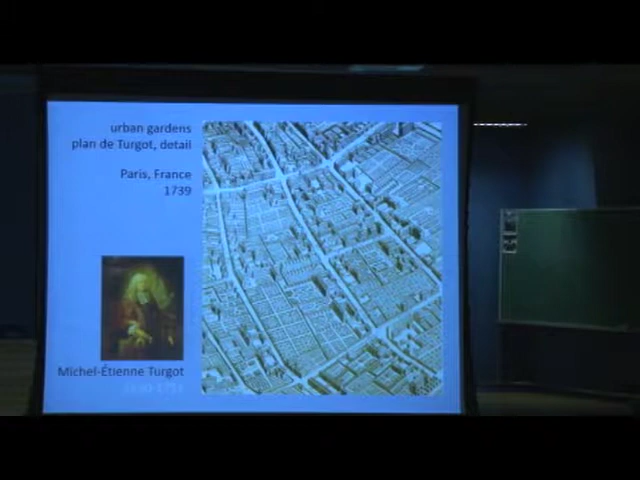 urban gardens
plan de Turgot, detail
Paris, France
1739
Michel-Étienne Turgot